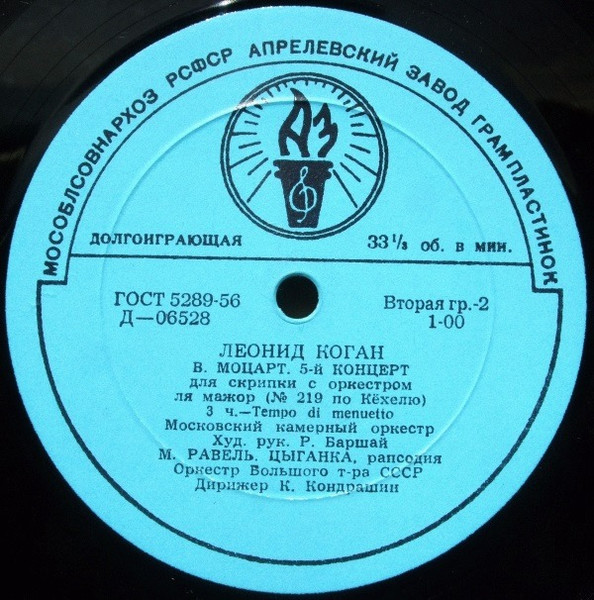 МОСОБЛСОВНАРХОЗ РСФСР АПРЕЛЕВСКИЙ ЗАВОД ГРАМПЛАСТИНОК
АЗ
ДОЛГОИГРАЮЩАЯ 33⅓ об. в мин.
ГОСТ 5289-56 Вторая гр.-2
Д—06528 1-00
ЛЕОНИД КОГАН
В. МОЦАРТ. 5-й КОНЦЕРТ
для скрипки с оркестром
ля мажор (№ 219 по Кёхелю)
3 ч.—Tempo di menuetto
Московский камерный оркестр
Худ. рук. Р. Баршай
М. РАВЕЛЬ. ЦЫГАНКА, рапсодия
Оркестр Большого т-ра СССР
Дирижер К. Кондрашин